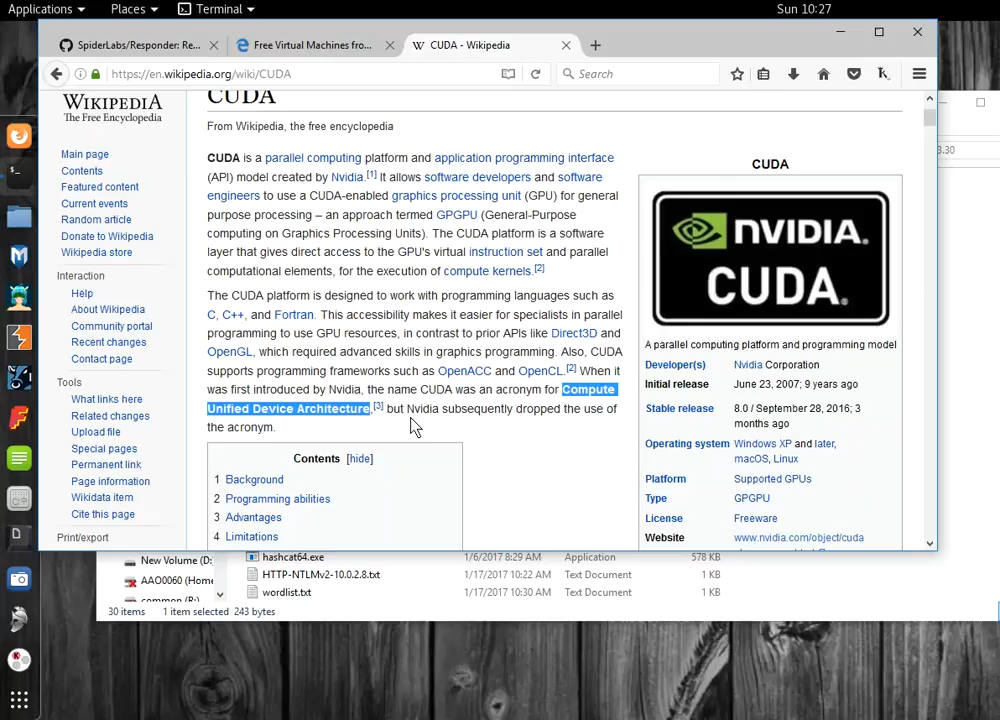 Applications Places Terminal Sun 10:27
SpiderLabs/Responder: Re... Free Virtual Machines fro... W CUDA - Wikipedia
https://en.wikipedia.org/wiki/CUDA Search
WIKIPEDIA
The Free Encyclopedia
Main page
Contents
Featured content
Current events
Random article
Donate to Wikipedia
Wikipedia store
Interaction
Help
About Wikipedia
Community portal
Recent changes
Contact page
Tools
What links here
Related changes
Upload file
Special pages
Permanent link
Page information
Wikidata item
Cite this page
Print/export
CUDA
From Wikipedia, the free encyclopedia
CUDA is a parallel computing platform and application programming interface
(API) model created by Nvidia.[1] It allows software developers and software
engineers to use a CUDA-enabled graphics processing unit (GPU) for general
purpose processing – an approach termed GPGPU (General-Purpose
computing on Graphics Processing Units). The CUDA platform is a software
layer that gives direct access to the GPU's virtual instruction set and parallel
computational elements, for the execution of compute kernels.[2]
The CUDA platform is designed to work with programming languages such as
C, C++, and Fortran. This accessibility makes it easier for specialists in parallel
programming to use GPU resources, in contrast to prior APIs like Direct3D and
OpenGL, which required advanced skills in graphics programming. Also, CUDA
supports programming frameworks such as OpenACC and OpenCL.[2] When it
was first introduced by Nvidia, the name CUDA was an acronym for Compute
Unified Device Architecture,[3] but Nvidia subsequently dropped the use of
the acronym.
Contents [hide]
1 Background
2 Programming abilities
3 Advantages
4 Limitations
CUDA
NVIDIA.
CUDA.
A parallel computing platform and programming model
Developer(s) Nvidia Corporation
Initial release June 23, 2007; 9 years ago
Stable release 8.0 / September 28, 2016; 3
months ago
Operating system Windows XP and later,
macOS, Linux
Platform Supported GPUs
Type GPGPU
License Freeware
Website www.nvidia.com/object/cuda
3.30
New Volume (D:
AAO0060 (Home
common (R:)
hashcat64.exe 1/6/2017 8:29 AM Application 578 KB
HTTP-NTLMv2-10.0.2.8.txt 1/17/2017 10:22 AM Text Document 1 KB
wordlist.txt 1/17/2017 10:30 AM Text Document 1 KB
30 items 1 item selected 243 bytes